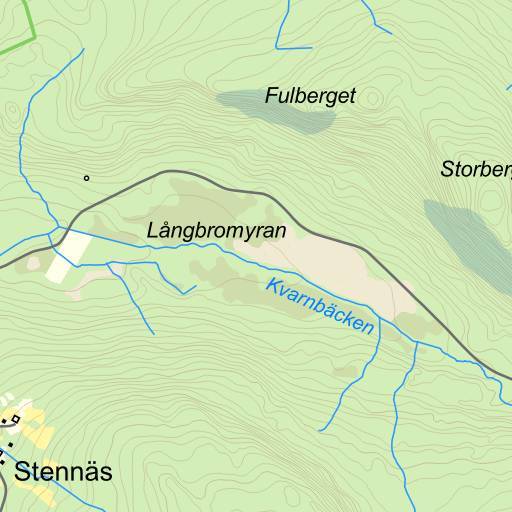 Fulberget
Storberg
Långbromyran
Kvarnbäcken
Stennäs